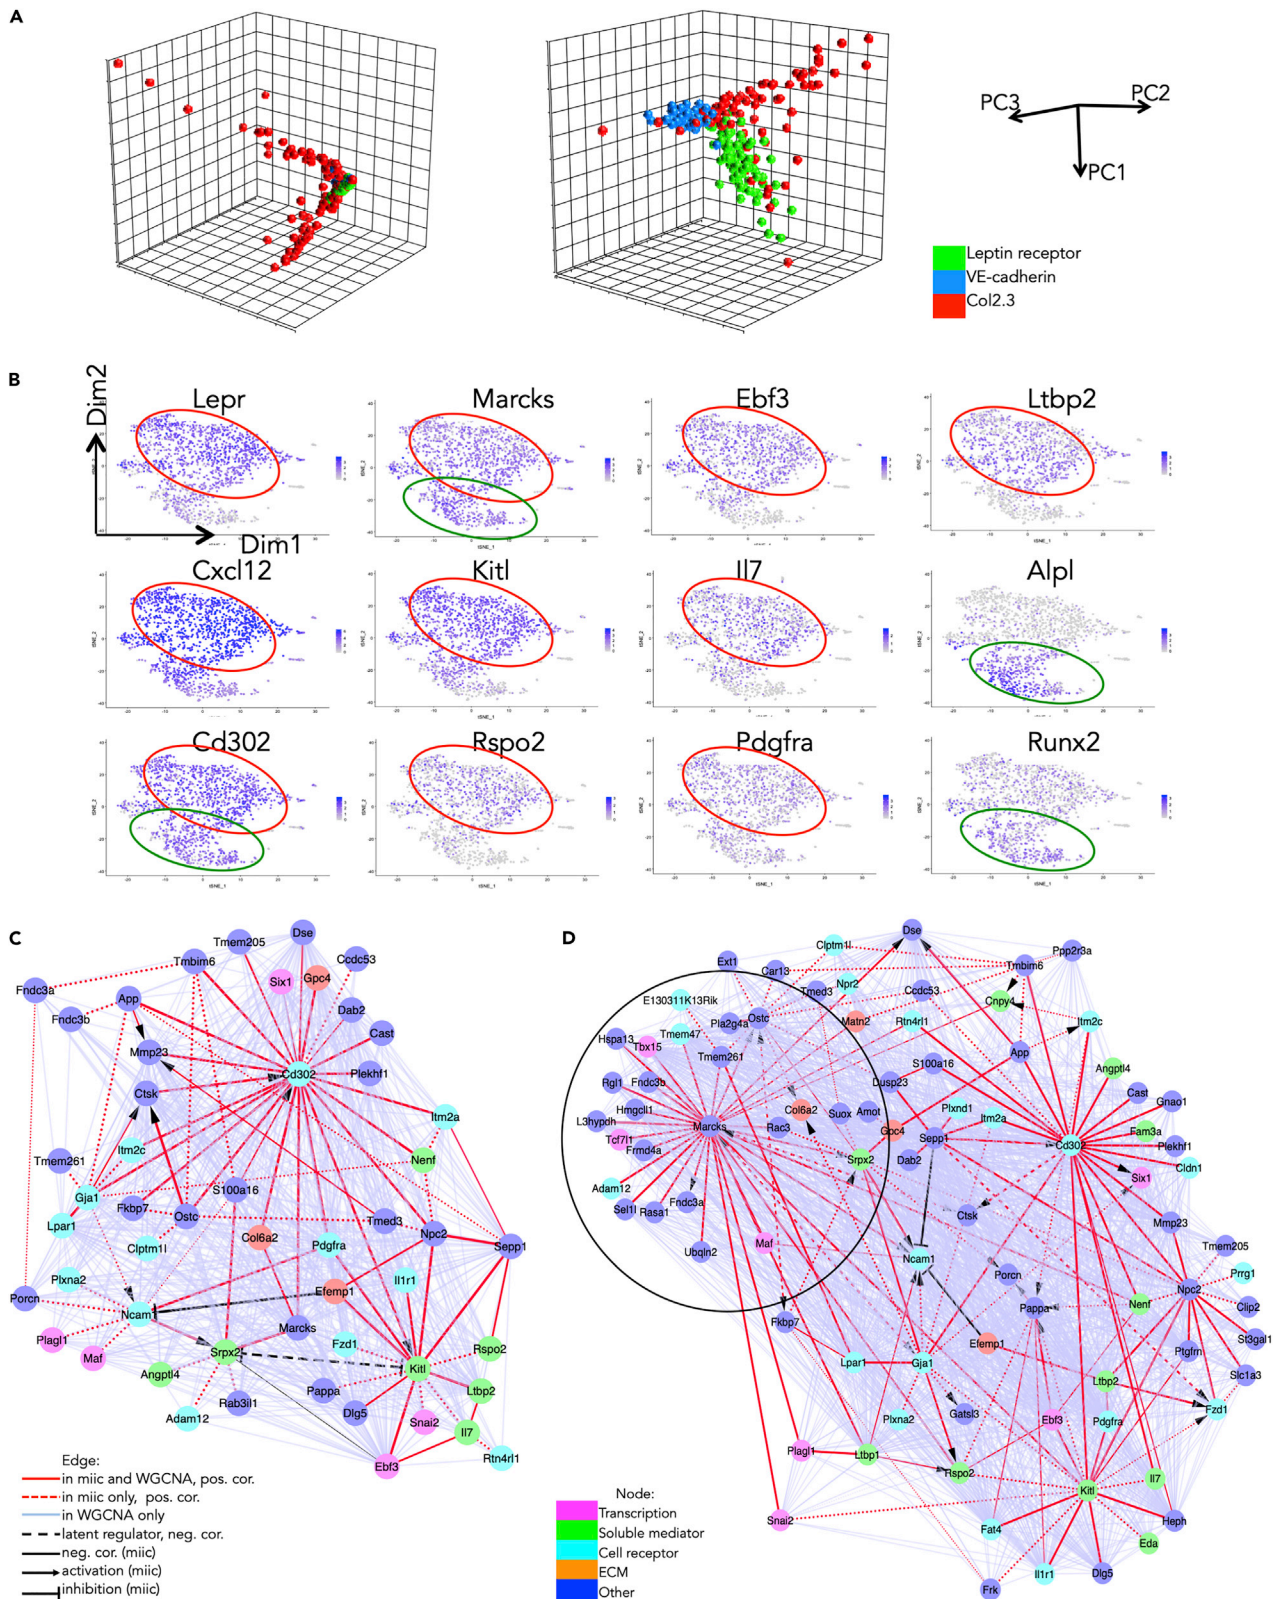 A
PC3
PC2
PC1
Leptin receptor
VE-cadherin
Col2.3
B
Dim2
Dim1
Lepr
Marcks
Ebf3
Ltbp2
Cxcl12
Kitl
Il7
Alpl
Cd302
Rspo2
Pdgfra
Runx2
tSNE_1
tSNE_2
C
Dse
Tmem205
Ccdc53
Tmbim6
Six1
Gpc4
Fndc3a
App
Dab2
Fndc3b
Cast
Mmp23
Cd302
Plekhf1
Ctsk
Itm2a
Itm2c
Nenf
Tmem261
Gja1
S100a16
Lpar1
Fkbp7
Ostc
Tmed3
Npc2
Sepp1
Clptm1l
Col6a2
Pdgfra
Plxna2
Il1r1
Porcn
Efemp1
Ncam1
Marcks
Plagl1
Maf
Srpx2
Fzd1
Rspo2
Angptl4
Kitl
Rab3il1
Pappa
Ltbp2
Adam12
Dlg5
Snai2
Il7
Ebf3
Rtn4rl1
Edge:
in miic and WGCNA, pos. cor.
in miic only, pos. cor.
in WGCNA only
latent regulator, neg. cor.
neg. cor. (miic)
activation (miic)
inhibition (miic)
D
Dse
Clptm1l
Ppp2r3a
Ext1
Car13
Tmbim6
Npr2
Tmed3
Ccdc53
Cnpy4
E130311K13Rik
Ostc
Matn2
Rtn4rl1
Itm2c
Pla2g4a
Hspa13
Tbx15
Tmem47
Tmem261
App
S100a16
Angptl4
Rgl1
Fndc3b
Dusp23
Cast
Gnao1
Hmgcll1
Col6a2
Suox
Amot
Plxnd1
Itm2a
L3hypdh
Marcks
Rac3
Gpc4
Sepp1
Fam3a
Tcf7l1
Cd302
Plekhf1
Frmd4a
Srpx2
Dab2
Cldn1
Six1
Adam12
Fndc3a
Sel1l
Rasa1
Ctsk
Mmp23
Maf
Tmem205
Ubqln2
Ncam1
Porcn
Prrg1
Npc2
Pappa
Nenf
Clip2
Fkbp7
Efemp1
St3gal1
Ptgfrn
Lpar1
Gja1
Ltbp2
Slc1a3
Plxna2
Gatsl3
Ebf3
Pdgfra
Fzd1
Plagl1
Ltbp1
Rspo2
Il7
Kitl
Snai2
Fat4
Heph
Eda
Frk
Il1r1
Dlg5
Node:
Transcription
Soluble mediator
Cell receptor
ECM
Other